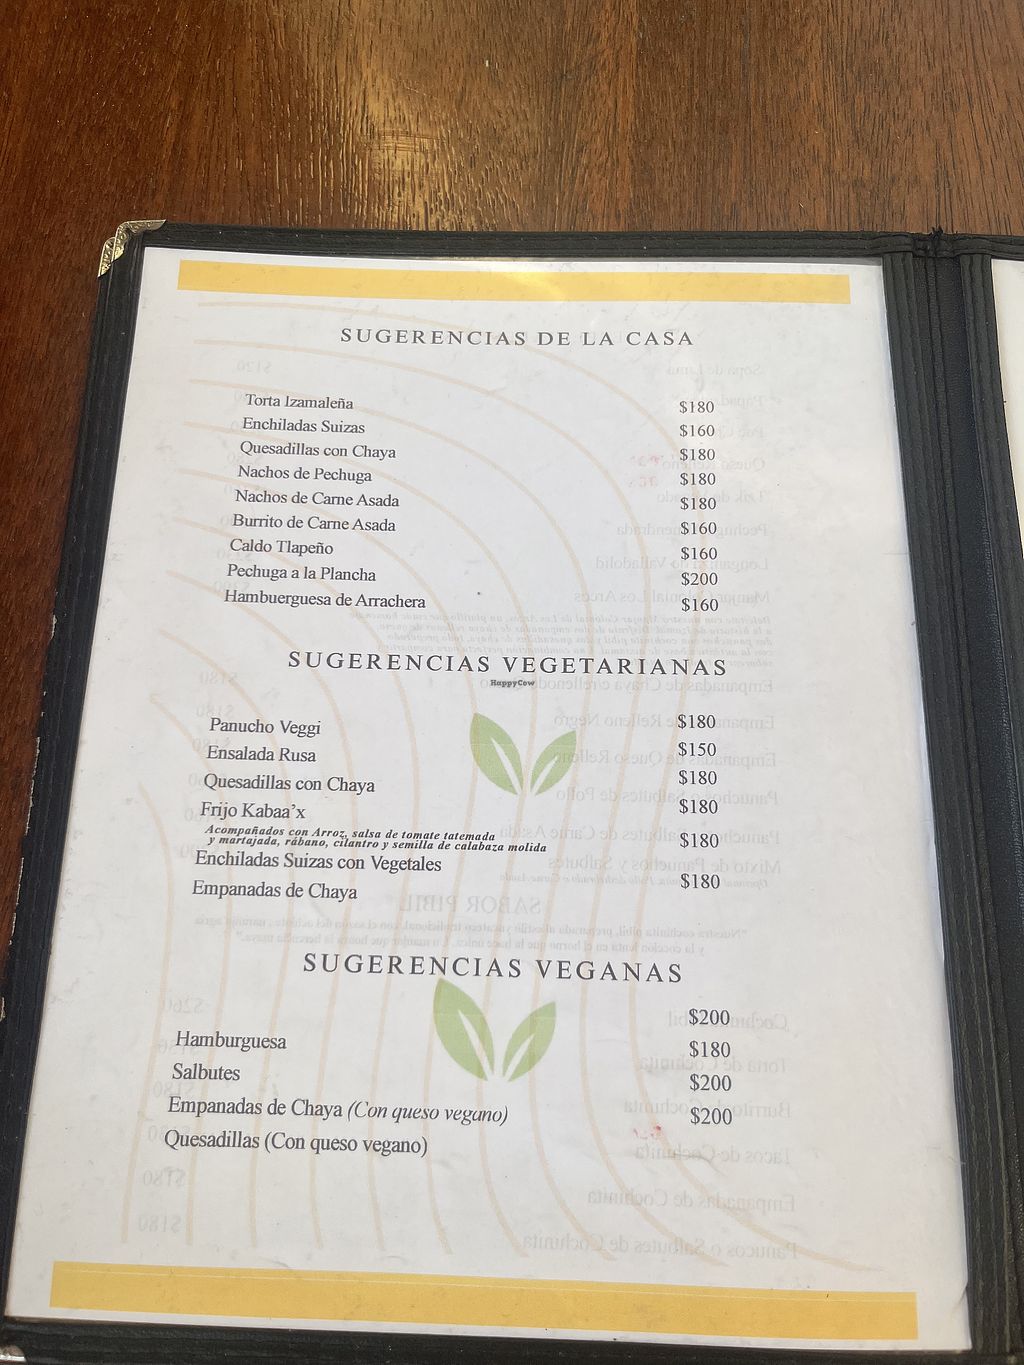 SUGERENCIAS DE LA CASA
Torta Izamaleña $180
Enchiladas Suizas $160
Quesadillas con Chaya $180
Nachos de Pechuga $180
Nachos de Carne Asada $180
Burrito de Carne Asada $160
Caldo Tlapeño $160
Pechuga a la Plancha $200
Hambuerguesa de Arrachera $160
SUGERENCIAS VEGETARIANAS
HappyCow
Panucho Veggi $180
Ensalada Rusa $150
Quesadillas con Chaya $180
Frijo Kabaa'x $180
Acompañados con Arroz, salsa de tomate tatemada
y martajada, rábano, cilantro y semilla de calabaza molida
Enchiladas Suizas con Vegetales $180
Empanadas de Chaya $180
SUGERENCIAS VEGANAS
Hamburguesa $200
Salbutes $180
Empanadas de Chaya (Con queso vegano) $200
Quesadillas (Con queso vegano) $200